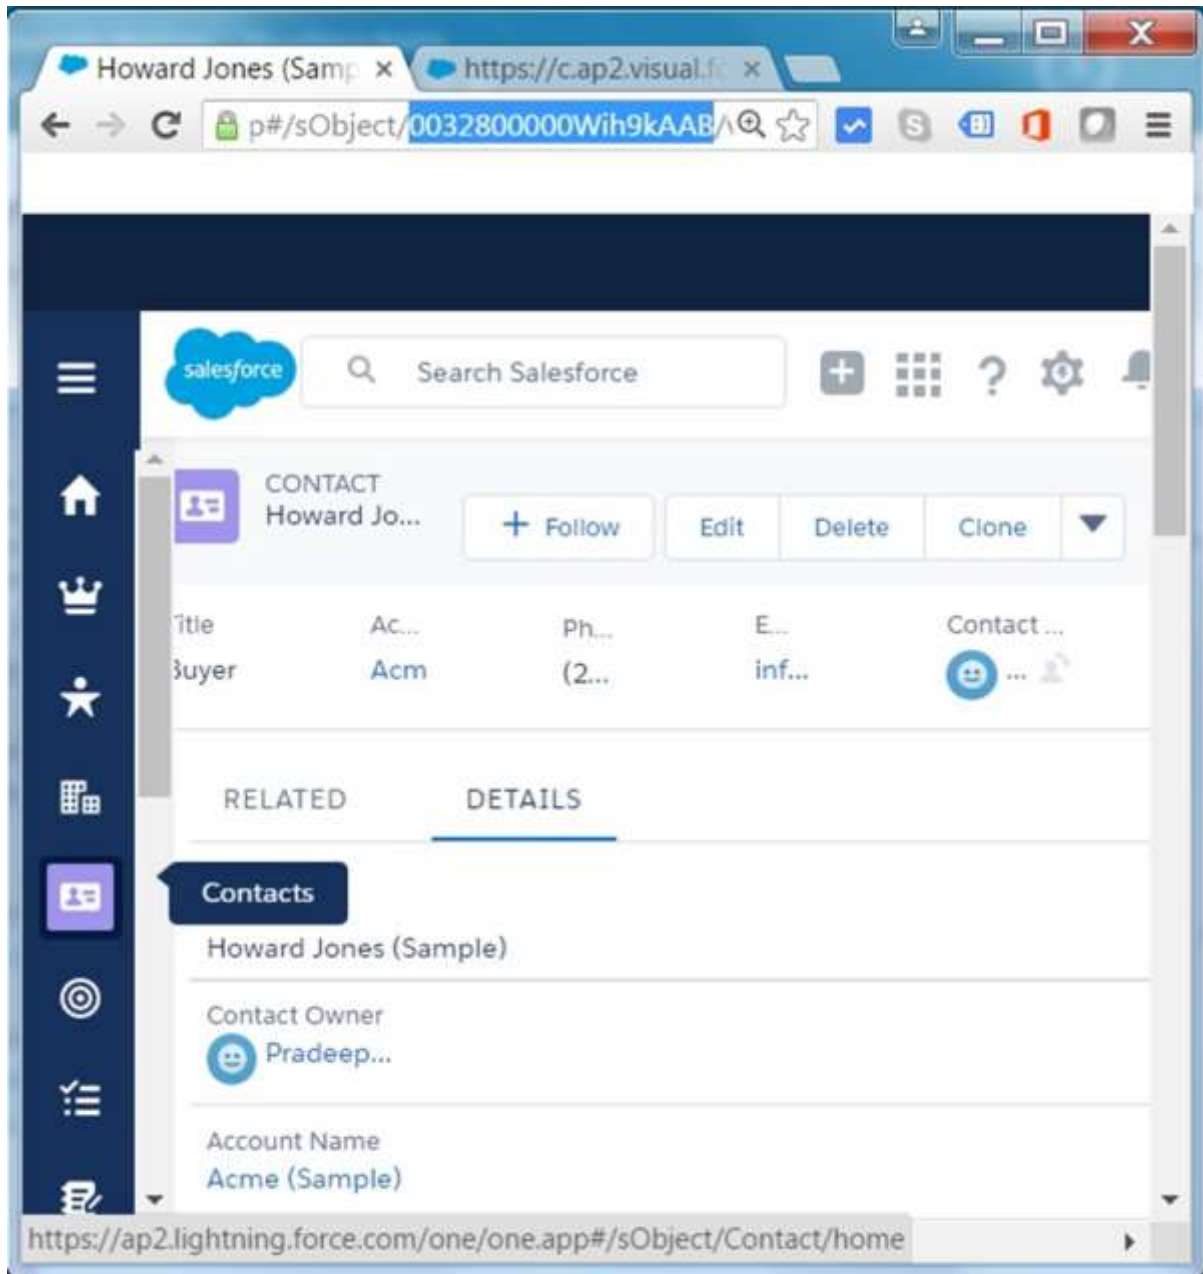 Howard Jones (Samp
https://c.ap2.visual.fo
p#/sObject/0032800000Wih9kAAB/
salesforce
Search Salesforce
CONTACT
Howard Jo...
+ Follow
Edit
Delete
Clone
Title
Ac...
Ph...
E...
Contact ...
Buyer
Acm
(2...
inf...
...
RELATED
DETAILS
Contacts
Howard Jones (Sample)
Contact Owner
Pradeep...
Account Name
Acme (Sample)
https://ap2.lightning.force.com/one/one.app#/sObject/Contact/home